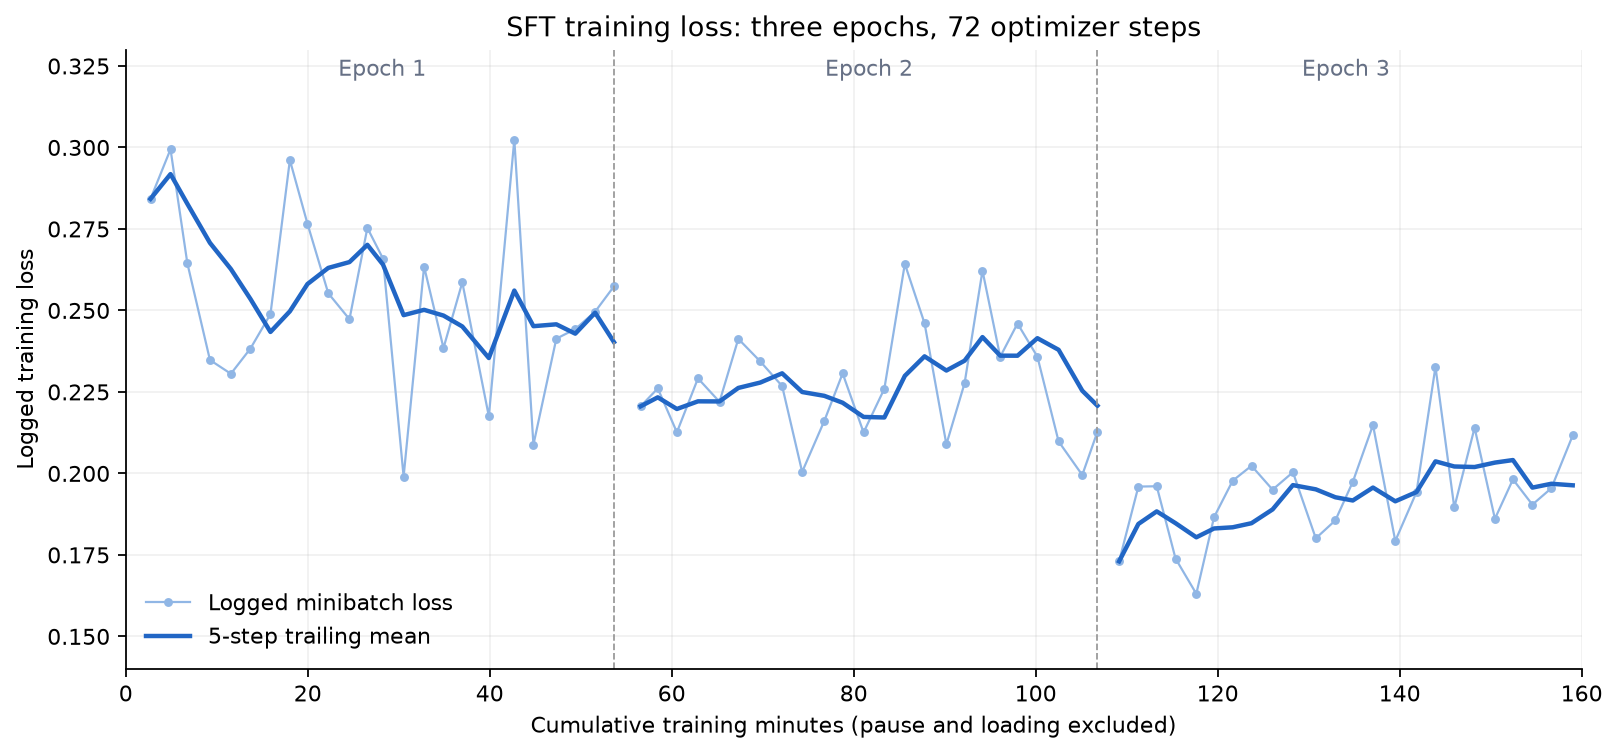 SFT training loss: three epochs, 72 optimizer steps
Epoch 1
Epoch 2
Epoch 3
Logged training loss
0.325
0.300
0.275
0.250
0.225
0.200
0.175
0.150
Logged minibatch loss
5-step trailing mean
0
20
40
60
80
100
120
140
160
Cumulative training minutes (pause and loading excluded)